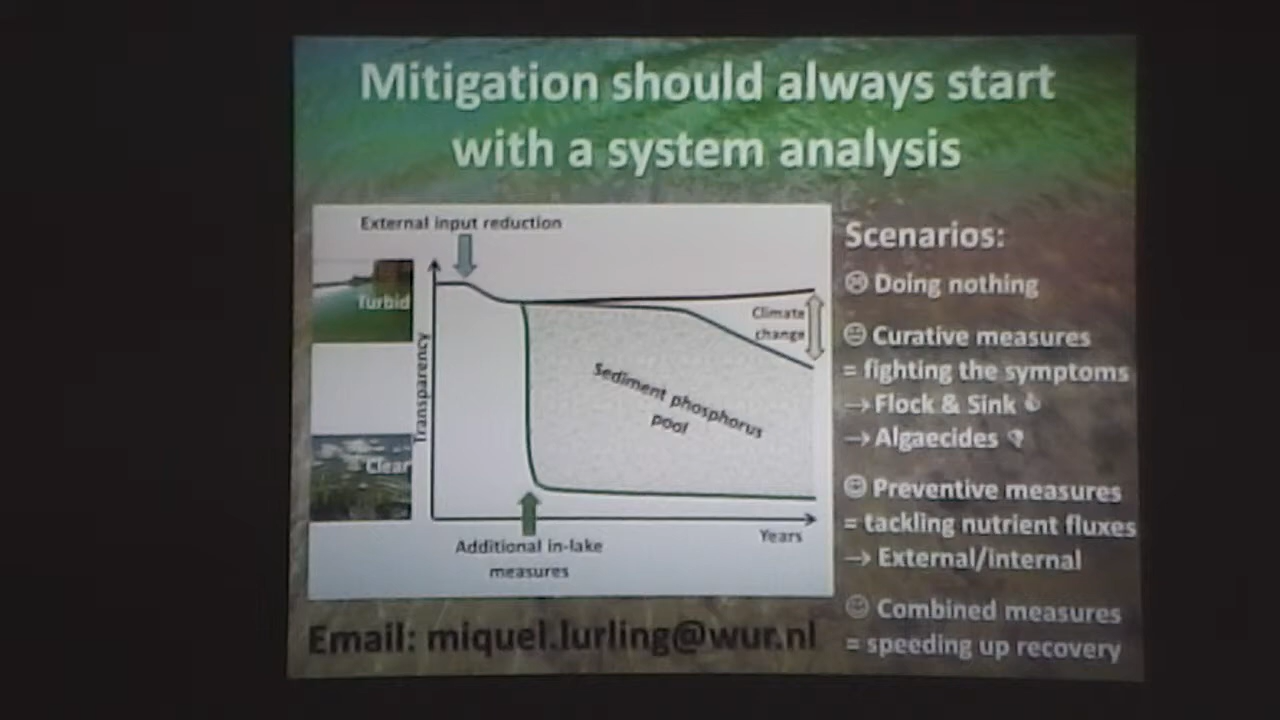 Mitigation should always start
with a system analysis
External input reduction
Turbid
Clear
Transparency
Climate
change
Sediment phosphorus
pool
Years
Additional in-lake
measures
Scenarios:
☹ Doing nothing
😐 Curative measures
= fighting the symptoms
→ Flock & Sink 👍
→ Algaecides 👎
☺ Preventive measures
= tackling nutrient fluxes
→ External/Internal
☺ Combined measures
= speeding up recovery
Email: miquel.lurling@wur.nl